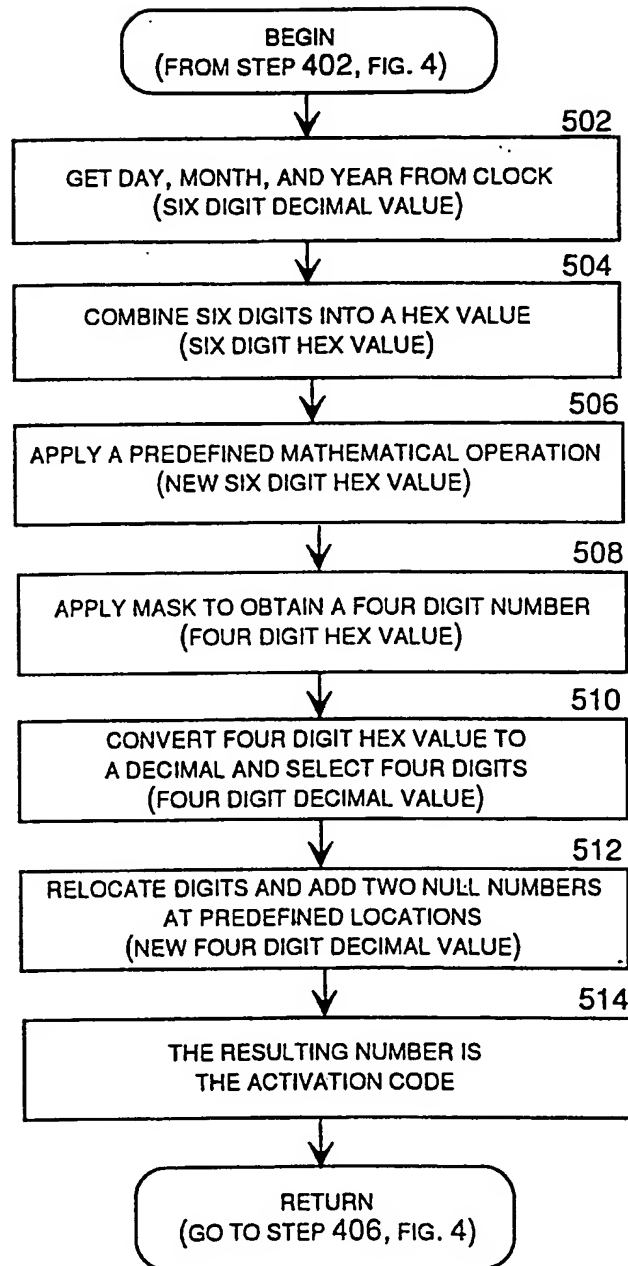 BEGIN
(FROM STEP 402, FIG. 4)
502
GET DAY, MONTH, AND YEAR FROM CLOCK
(SIX DIGIT DECIMAL VALUE)
504
COMBINE SIX DIGITS INTO A HEX VALUE
(SIX DIGIT HEX VALUE)
506
APPLY A PREDEFINED MATHEMATICAL OPERATION
(NEW SIX DIGIT HEX VALUE)
508
APPLY MASK TO OBTAIN A FOUR DIGIT NUMBER
(FOUR DIGIT HEX VALUE)
510
CONVERT FOUR DIGIT HEX VALUE TO
A DECIMAL AND SELECT FOUR DIGITS
(FOUR DIGIT DECIMAL VALUE)
512
RELOCATE DIGITS AND ADD TWO NULL NUMBERS
AT PREDEFINED LOCATIONS
(NEW FOUR DIGIT DECIMAL VALUE)
514
THE RESULTING NUMBER IS
THE ACTIVATION CODE
RETURN
(GO TO STEP 406, FIG. 4)